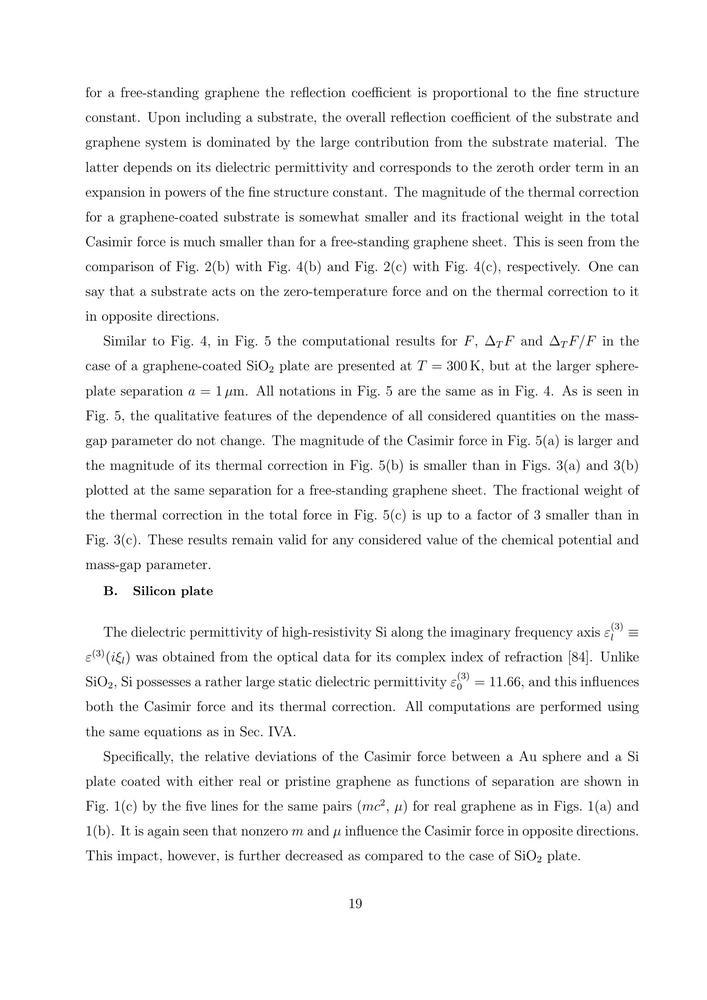 for a free-standing graphene the reflection coefficient is proportional to the fine structure
constant. Upon including a substrate, the overall reflection coefficient of the substrate and
graphene system is dominated by the large contribution from the substrate material. The
latter depends on its dielectric permittivity and corresponds to the zeroth order term in an
expansion in powers of the fine structure constant. The magnitude of the thermal correction
for a graphene-coated substrate is somewhat smaller and its fractional weight in the total
Casimir force is much smaller than for a free-standing graphene sheet. This is seen from the
comparison of Fig. 2(b) with Fig. 4(b) and Fig. 2(c) with Fig. 4(c), respectively. One can
say that a substrate acts on the zero-temperature force and on the thermal correction to it
in opposite directions.
Similar to Fig. 4, in Fig. 5 the computational results for F, Δ_T F and Δ_T F/F in the
case of a graphene-coated SiO₂ plate are presented at T = 300 K, but at the larger sphere-
plate separation a = 1 μm. All notations in Fig. 5 are the same as in Fig. 4. As is seen in
Fig. 5, the qualitative features of the dependence of all considered quantities on the mass-
gap parameter do not change. The magnitude of the Casimir force in Fig. 5(a) is larger and
the magnitude of its thermal correction in Fig. 5(b) is smaller than in Figs. 3(a) and 3(b)
plotted at the same separation for a free-standing graphene sheet. The fractional weight of
the thermal correction in the total force in Fig. 5(c) is up to a factor of 3 smaller than in
Fig. 3(c). These results remain valid for any considered value of the chemical potential and
mass-gap parameter.
B. Silicon plate
The dielectric permittivity of high-resistivity Si along the imaginary frequency axis ε_l^(3) ≡
ε^(3)(iξ_l) was obtained from the optical data for its complex index of refraction [84]. Unlike
SiO₂, Si possesses a rather large static dielectric permittivity ε_0^(3) = 11.66, and this influences
both the Casimir force and its thermal correction. All computations are performed using
the same equations as in Sec. IVA.
Specifically, the relative deviations of the Casimir force between a Au sphere and a Si
plate coated with either real or pristine graphene as functions of separation are shown in
Fig. 1(c) by the five lines for the same pairs (mc², μ) for real graphene as in Figs. 1(a) and
1(b). It is again seen that nonzero m and μ influence the Casimir force in opposite directions.
This impact, however, is further decreased as compared to the case of SiO₂ plate.
19